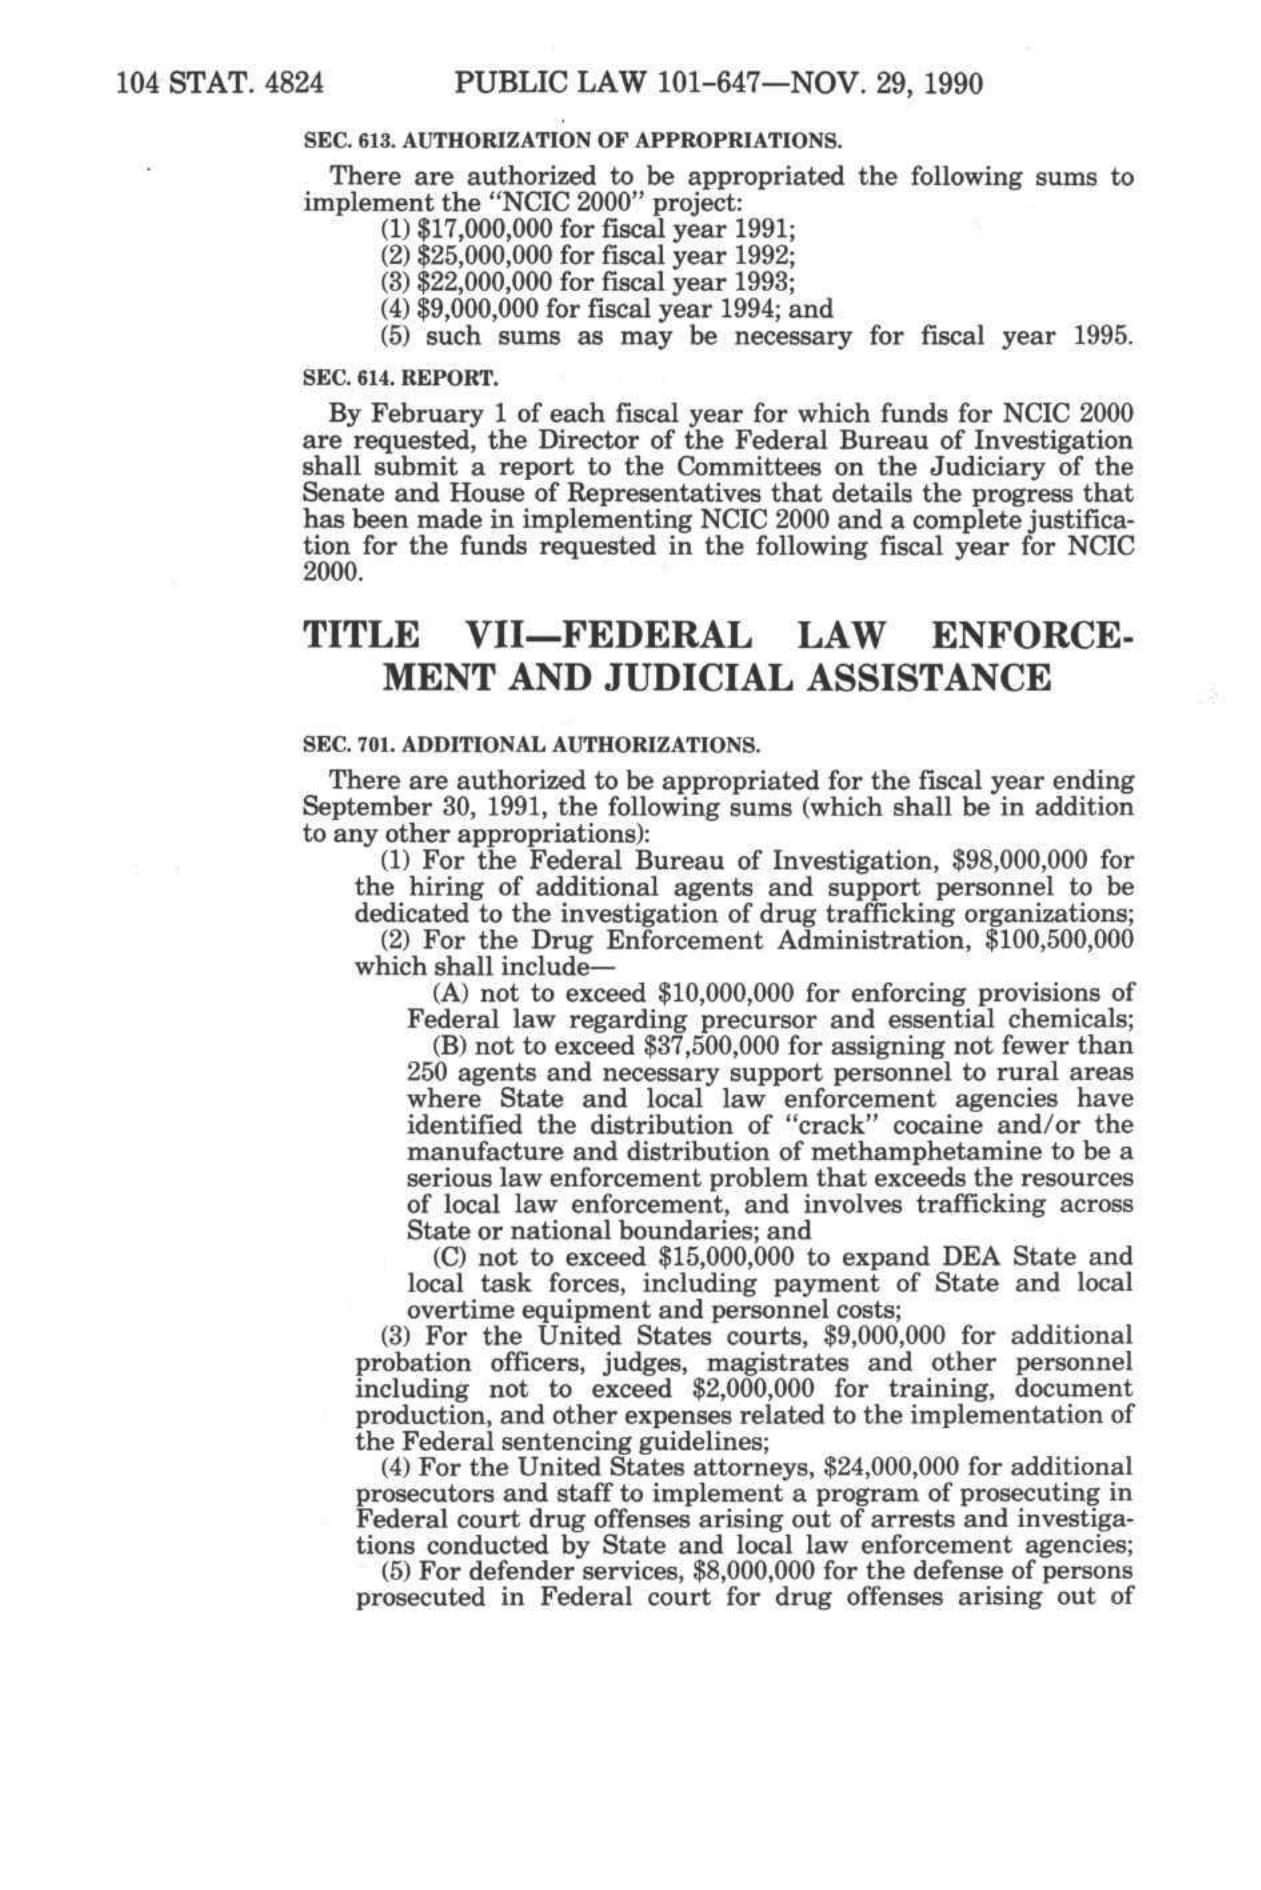 104 STAT. 4824 PUBLIC LAW 101–647—NOV. 29, 1990
SEC. 613. AUTHORIZATION OF APPROPRIATIONS.
There are authorized to be appropriated the following sums to
implement the “NCIC 2000” project:
(1) $17,000,000 for fiscal year 1991;
(2) $25,000,000 for fiscal year 1992;
(3) $22,000,000 for fiscal year 1993;
(4) $9,000,000 for fiscal year 1994; and
(5) such sums as may be necessary for fiscal year 1995.
SEC. 614. REPORT.
By February 1 of each fiscal year for which funds for NCIC 2000
are requested, the Director of the Federal Bureau of Investigation
shall submit a report to the Committees on the Judiciary of the
Senate and House of Representatives that details the progress that
has been made in implementing NCIC 2000 and a complete justifica-
tion for the funds requested in the following fiscal year for NCIC
2000.
TITLE VII—FEDERAL LAW ENFORCE-
MENT AND JUDICIAL ASSISTANCE
SEC. 701. ADDITIONAL AUTHORIZATIONS.
There are authorized to be appropriated for the fiscal year ending
September 30, 1991, the following sums (which shall be in addition
to any other appropriations):
(1) For the Federal Bureau of Investigation, $98,000,000 for
the hiring of additional agents and support personnel to be
dedicated to the investigation of drug trafficking organizations;
(2) For the Drug Enforcement Administration, $100,500,000
which shall include—
(A) not to exceed $10,000,000 for enforcing provisions of
Federal law regarding precursor and essential chemicals;
(B) not to exceed $37,500,000 for assigning not fewer than
250 agents and necessary support personnel to rural areas
where State and local law enforcement agencies have
identified the distribution of “crack” cocaine and/or the
manufacture and distribution of methamphetamine to be a
serious law enforcement problem that exceeds the resources
of local law enforcement, and involves trafficking across
State or national boundaries; and
(C) not to exceed $15,000,000 to expand DEA State and
local task forces, including payment of State and local
overtime equipment and personnel costs;
(3) For the United States courts, $9,000,000 for additional
probation officers, judges, magistrates and other personnel
including not to exceed $2,000,000 for training, document
production, and other expenses related to the implementation of
the Federal sentencing guidelines;
(4) For the United States attorneys, $24,000,000 for additional
prosecutors and staff to implement a program of prosecuting in
Federal court drug offenses arising out of arrests and investiga-
tions conducted by State and local law enforcement agencies;
(5) For defender services, $8,000,000 for the defense of persons
prosecuted in Federal court for drug offenses arising out of